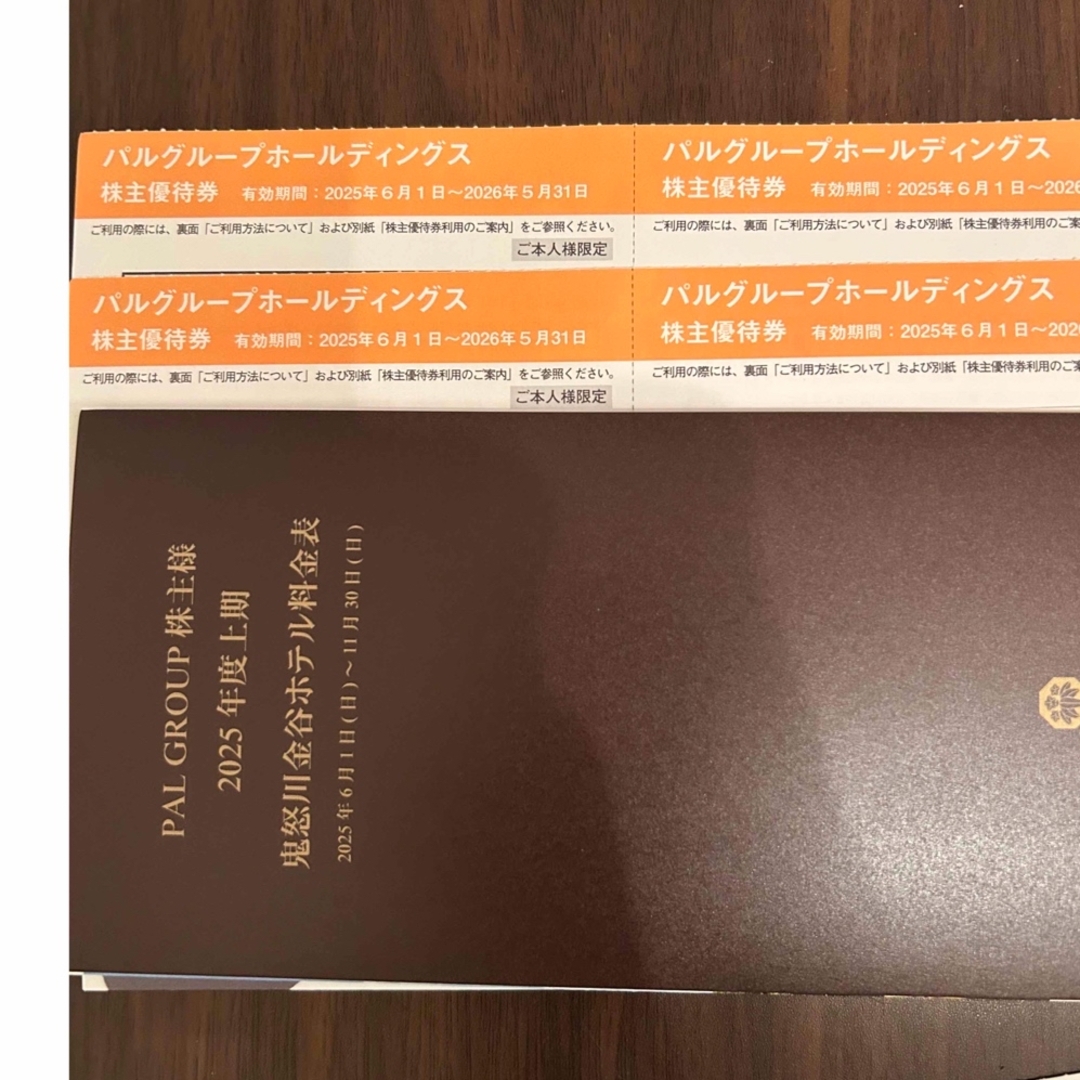 パルグループホールディングス
株主優待券 有効期間：2025年６月１日〜2026年５月31日
ご利用の際には、裏面「ご利用方法について」および別紙「株主優待券利用のご案内」をご参照ください。
ご本人様限定
パルグループホールディングス
株主優待券 有効期間：2025年６月１日〜2026
ご利用の際には、裏面「ご利用方法について」および別紙「株主優待券利用のご案
パルグループホールディングス
株主優待券 有効期間：2025年６月１日〜2026年５月31日
ご利用の際には、裏面「ご利用方法について」および別紙「株主優待券利用のご案内」をご参照ください。
ご本人様限定
パルグループホールディングス
株主優待券 有効期間：2025年６月１日〜202
ご利用の際には、裏面「ご利用方法について」および別紙「株主優待券利用のご
PAL GROUP 株主様
2025 年度上期
鬼怒川金谷ホテル料金表
2025 年 6 月 1 日(日)〜 11 月 30 日(日)